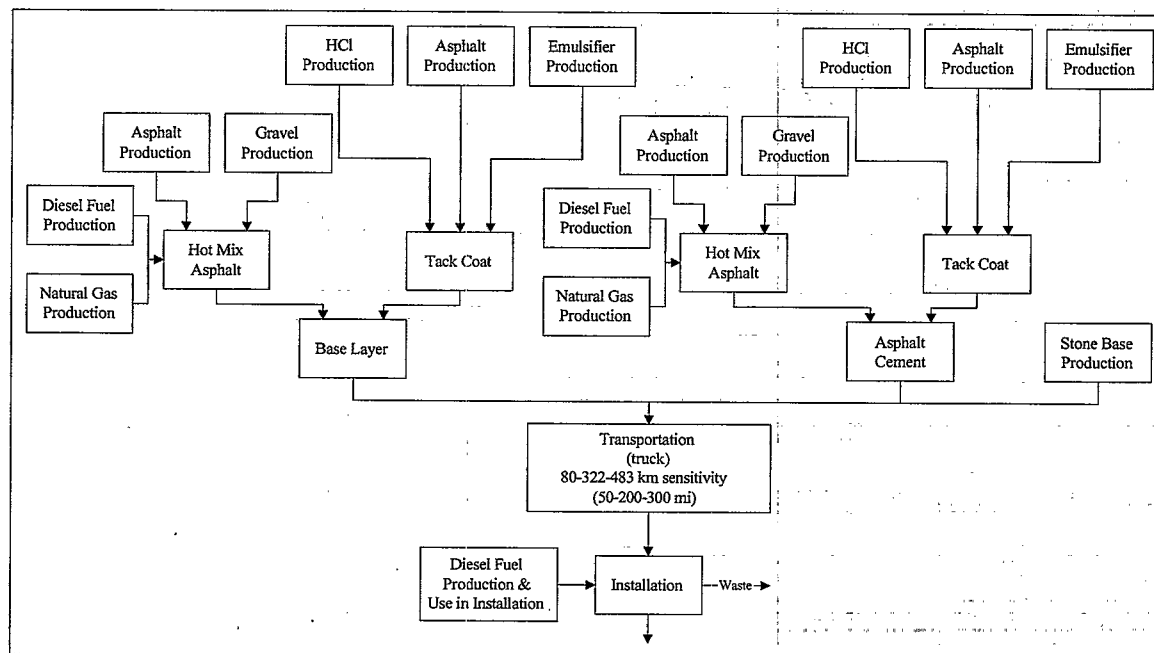 HCl
Production
Asphalt
Production
Emulsifier
Production
HCl
Production
Asphalt
Production
Emulsifier
Production
Asphalt
Production
Gravel
Production
Asphalt
Production
Gravel
Production
Diesel Fuel
Production
Hot Mix
Asphalt
Tack Coat
Diesel Fuel
Production
Hot Mix
Asphalt
Tack Coat
Natural Gas
Production
Natural Gas
Production
Base Layer
Asphalt
Cement
Stone Base
Production
Transportation
(truck)
80-322-483 km sensitivity
(50-200-300 mi)
Diesel Fuel
Production &
Use in Installation
Installation
Waste